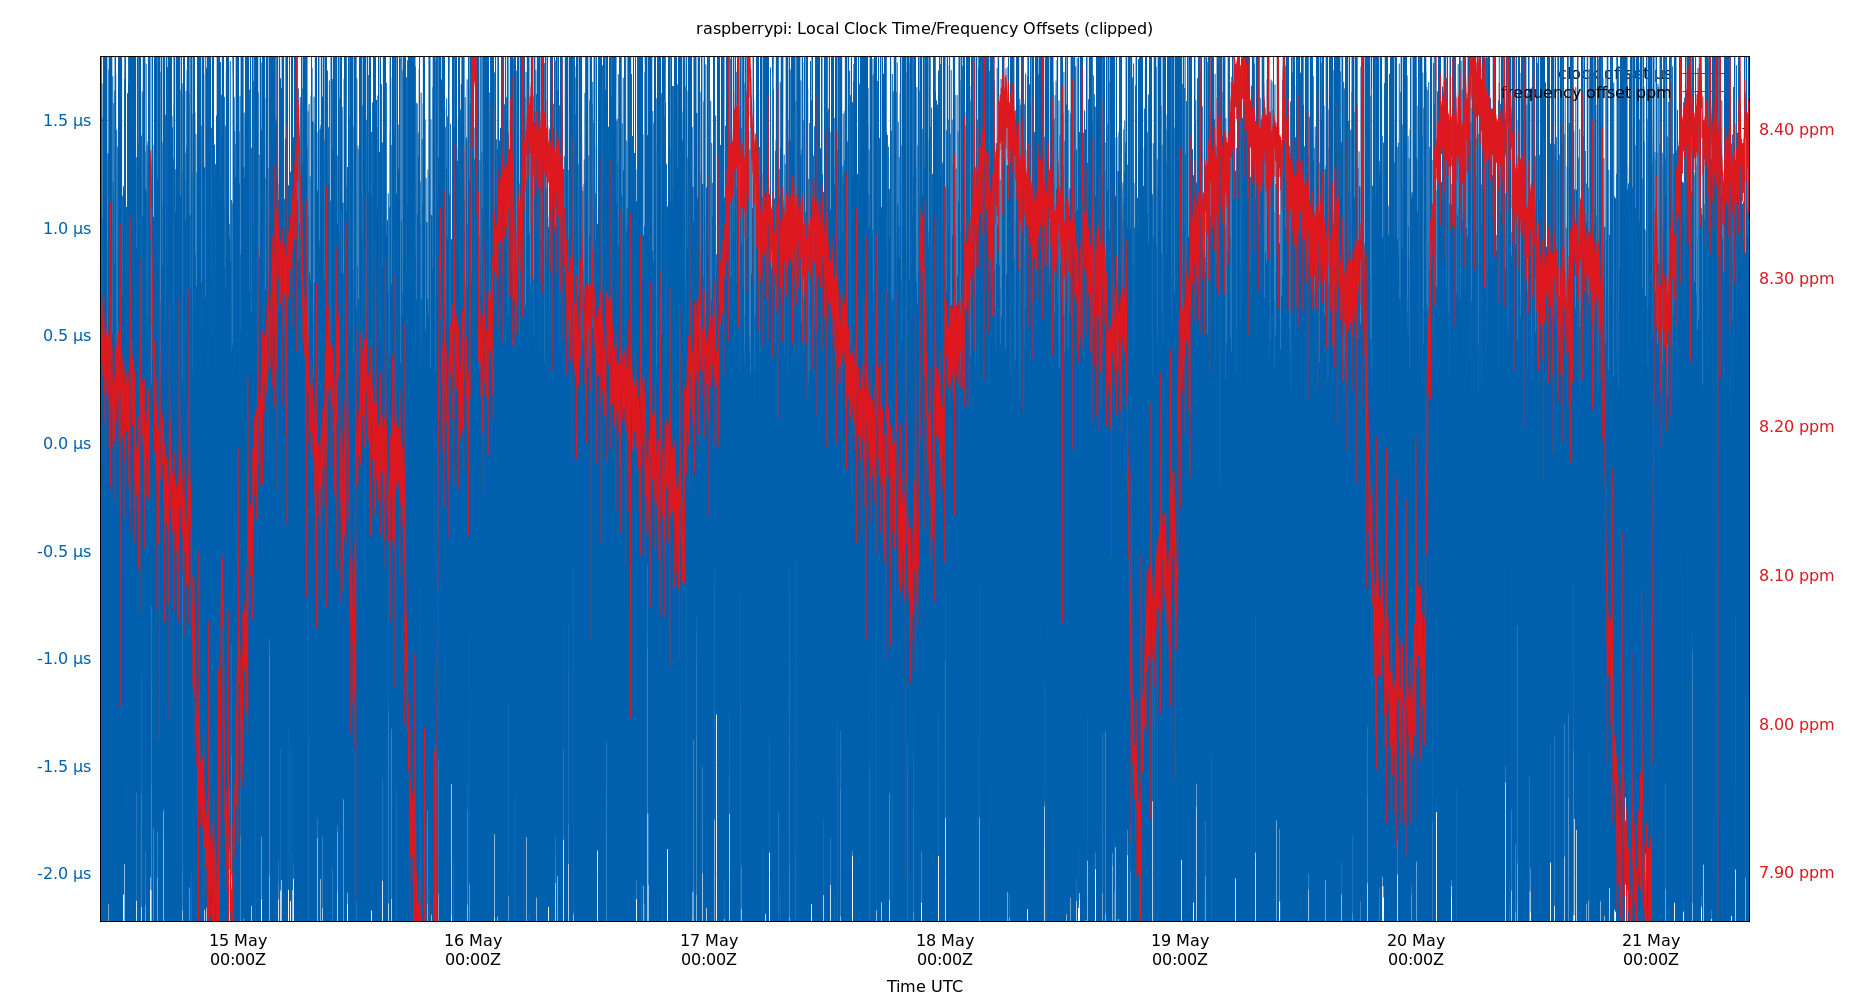 raspberrypi: Local Clock Time/Frequency Offsets (clipped)
clock offset µs
frequency offset ppm
1.5 µs
1.0 µs
0.5 µs
0.0 µs
-0.5 µs
-1.0 µs
-1.5 µs
-2.0 µs
8.40 ppm
8.30 ppm
8.20 ppm
8.10 ppm
8.00 ppm
7.90 ppm
15 May
00:00Z
16 May
00:00Z
17 May
00:00Z
18 May
00:00Z
19 May
00:00Z
20 May
00:00Z
21 May
00:00Z
Time UTC